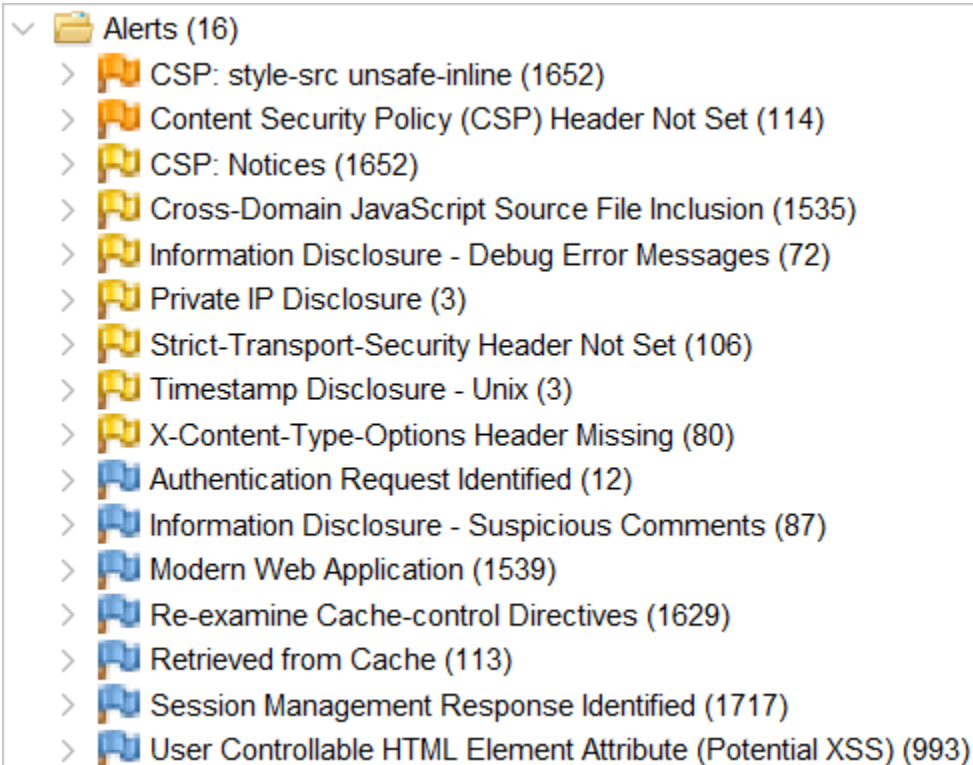 Alerts (16)
CSP: style-src unsafe-inline (1652)
Content Security Policy (CSP) Header Not Set (114)
CSP: Notices (1652)
Cross-Domain JavaScript Source File Inclusion (1535)
Information Disclosure - Debug Error Messages (72)
Private IP Disclosure (3)
Strict-Transport-Security Header Not Set (106)
Timestamp Disclosure - Unix (3)
X-Content-Type-Options Header Missing (80)
Authentication Request Identified (12)
Information Disclosure - Suspicious Comments (87)
Modern Web Application (1539)
Re-examine Cache-control Directives (1629)
Retrieved from Cache (113)
Session Management Response Identified (1717)
User Controllable HTML Element Attribute (Potential XSS) (993)